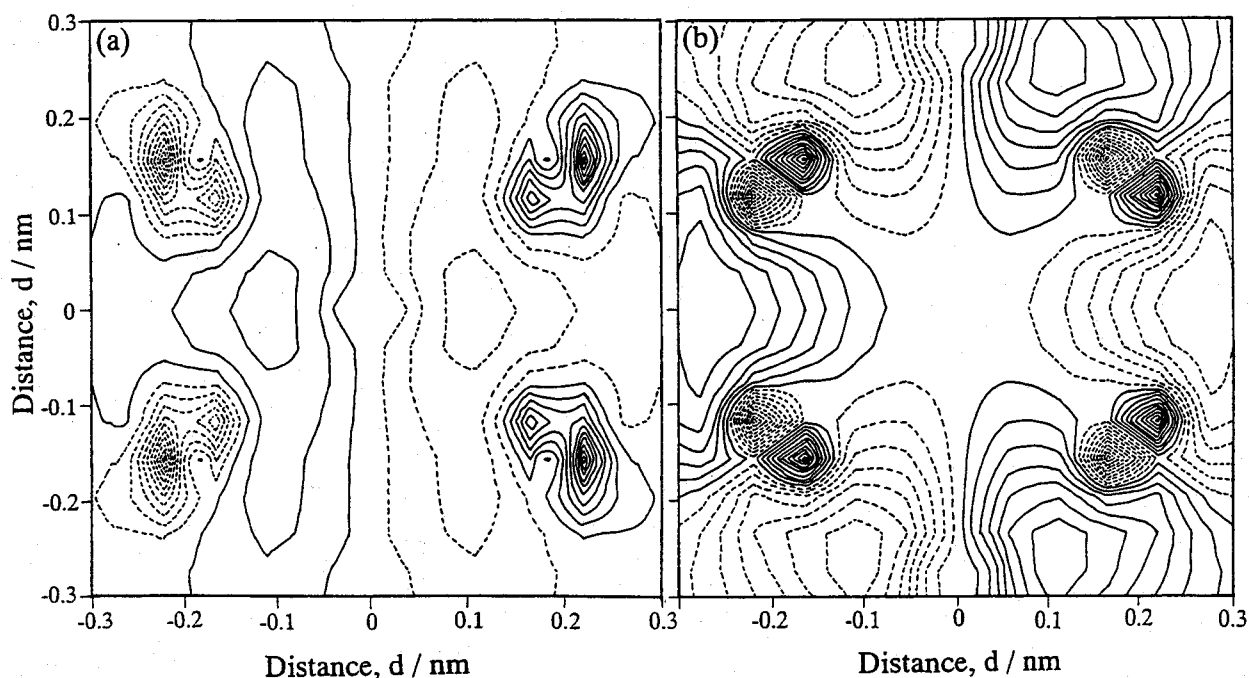 (a)
(b)
0.3
0.2
0.1
0
-0.1
-0.2
-0.3
Distance, d / nm
-0.3 -0.2 -0.1 0 0.1 0.2 0.3
-0.2 -0.1 0 0.1 0.2 0.3
Distance, d / nm
Distance, d / nm